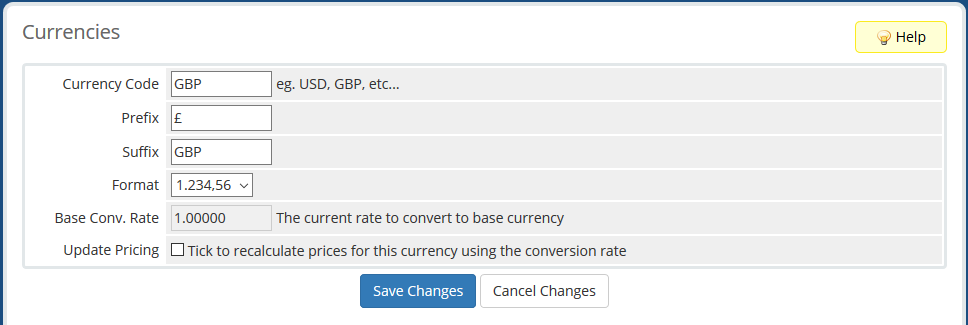 Currencies
Help
Currency Code GBP eg. USD, GBP, etc...
Prefix £
Suffix GBP
Format 1.234,56
Base Conv. Rate 1.00000 The current rate to convert to base currency
Update Pricing Tick to recalculate prices for this currency using the conversion rate
Save Changes Cancel Changes